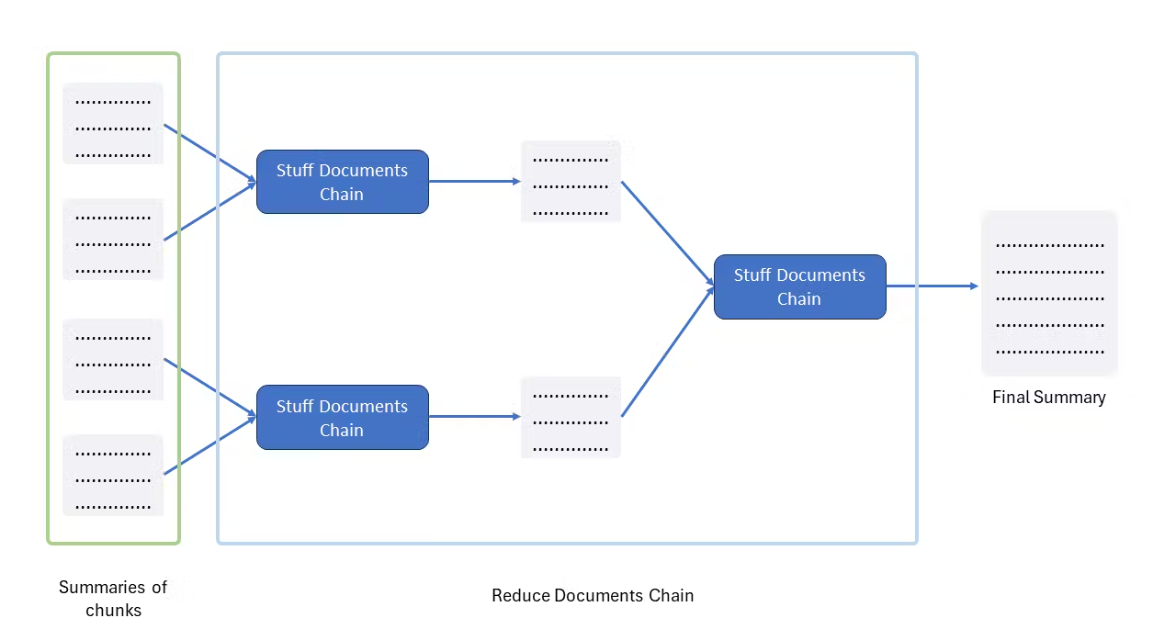 Stuff Documents
Chain
Stuff Documents
Chain
Stuff Documents
Chain
Final Summary
Summaries of
chunks
Reduce Documents Chain